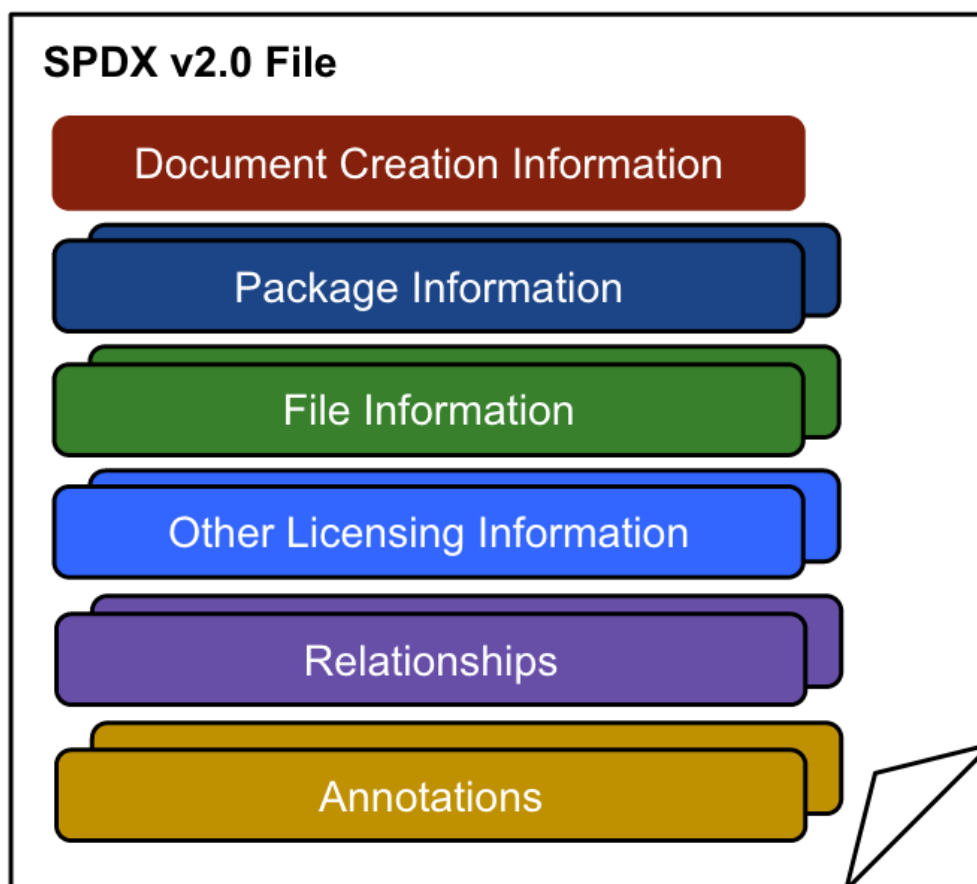 SPDX v2.0 File
Document Creation Information
Package Information
File Information
Other Licensing Information
Relationships
Annotations